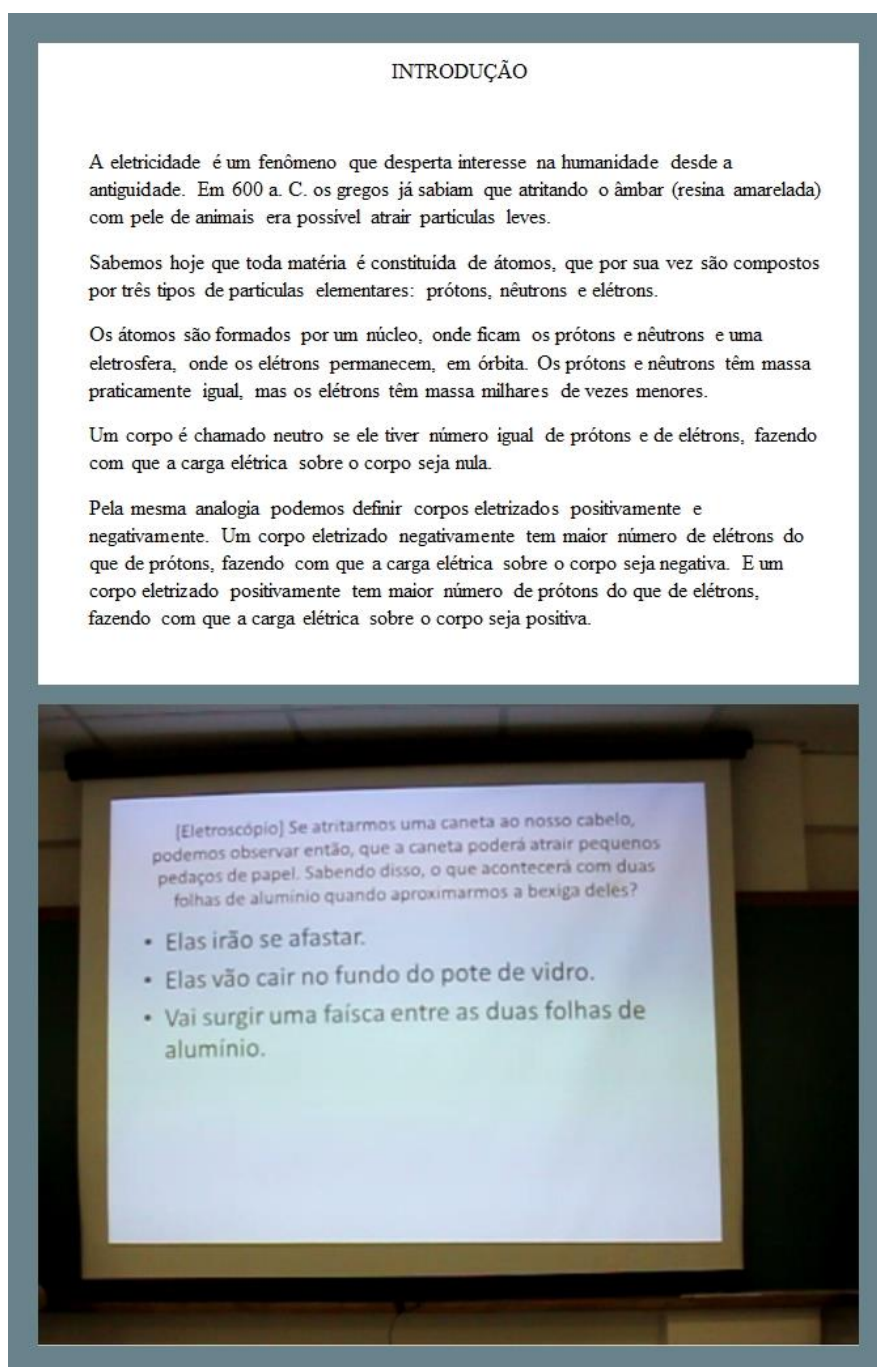 INTRODUÇÃO
A eletricidade é um fenômeno que desperta interesse na humanidade desde a
antiguidade. Em 600 a. C. os gregos já sabiam que atritando o âmbar (resina amarelada)
com pele de animais era possível atrair partículas leves.
Sabemos hoje que toda matéria é constituída de átomos, que por sua vez são compostos
por três tipos de partículas elementares: prótons, nêutrons e elétrons.
Os átomos são formados por um núcleo, onde ficam os prótons e nêutrons e uma
eletrosfera, onde os elétrons permanecem, em órbita. Os prótons e nêutrons têm massa
praticamente igual, mas os elétrons têm massa milhares de vezes menores.
Um corpo é chamado neutro se ele tiver número igual de prótons e de elétrons, fazendo
com que a carga elétrica sobre o corpo seja nula.
Pela mesma analogia podemos definir corpos eletrizados positivamente e
negativamente. Um corpo eletrizado negativamente tem maior número de elétrons do
que de prótons, fazendo com que a carga elétrica sobre o corpo seja negativa. E um
corpo eletrizado positivamente tem maior número de prótons do que de elétrons,
fazendo com que a carga elétrica sobre o corpo seja positiva.
[Eletroscópio] Se atritarmos uma caneta ao nosso cabelo,
podemos observar então, que a caneta poderá atrair pequenos
pedaços de papel. Sabendo disso, o que acontecerá com duas
folhas de alumínio quando aproximarmos a bexiga deles?
• Elas irão se afastar.
• Elas vão cair no fundo do pote de vidro.
• Vai surgir uma faísca entre as duas folhas de
alumínio.